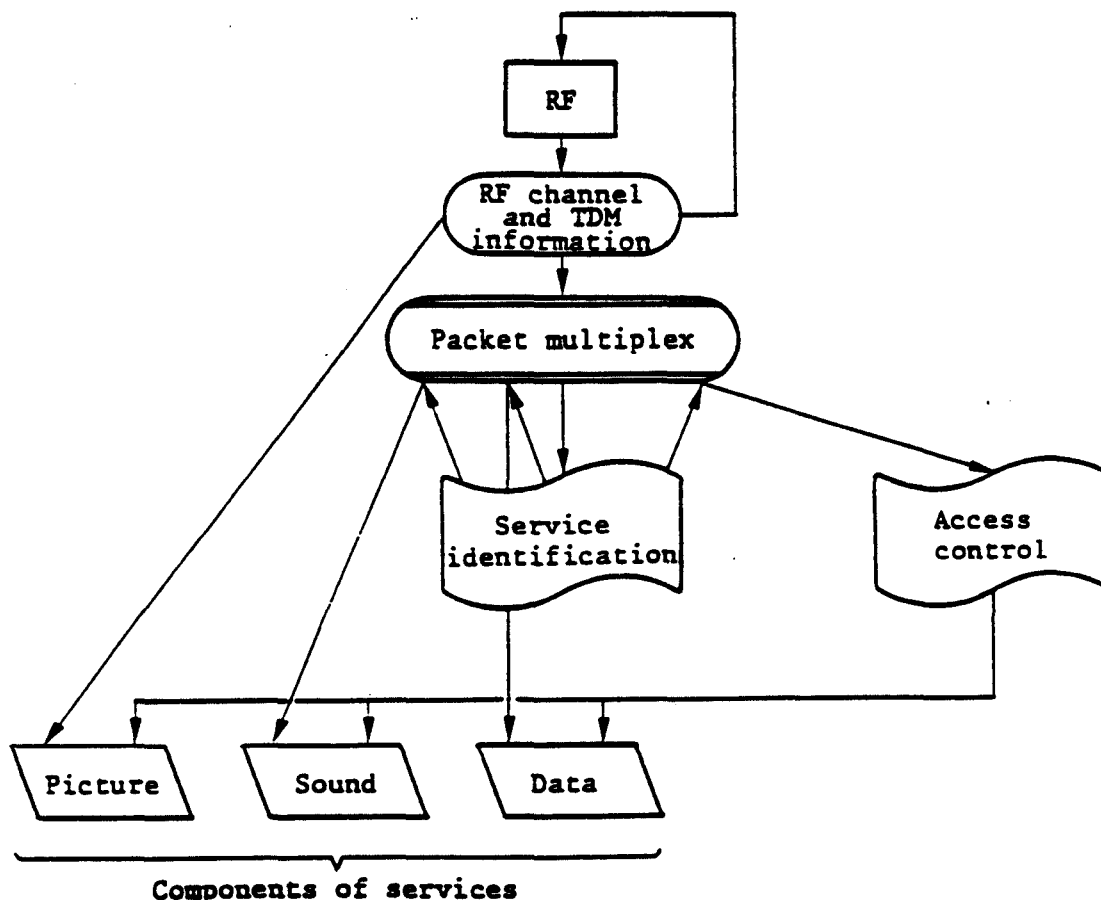 RF
RF channel
and TDM
information
Packet multiplex
Service
identification
Access
control
Picture
Sound
Data
Components of services